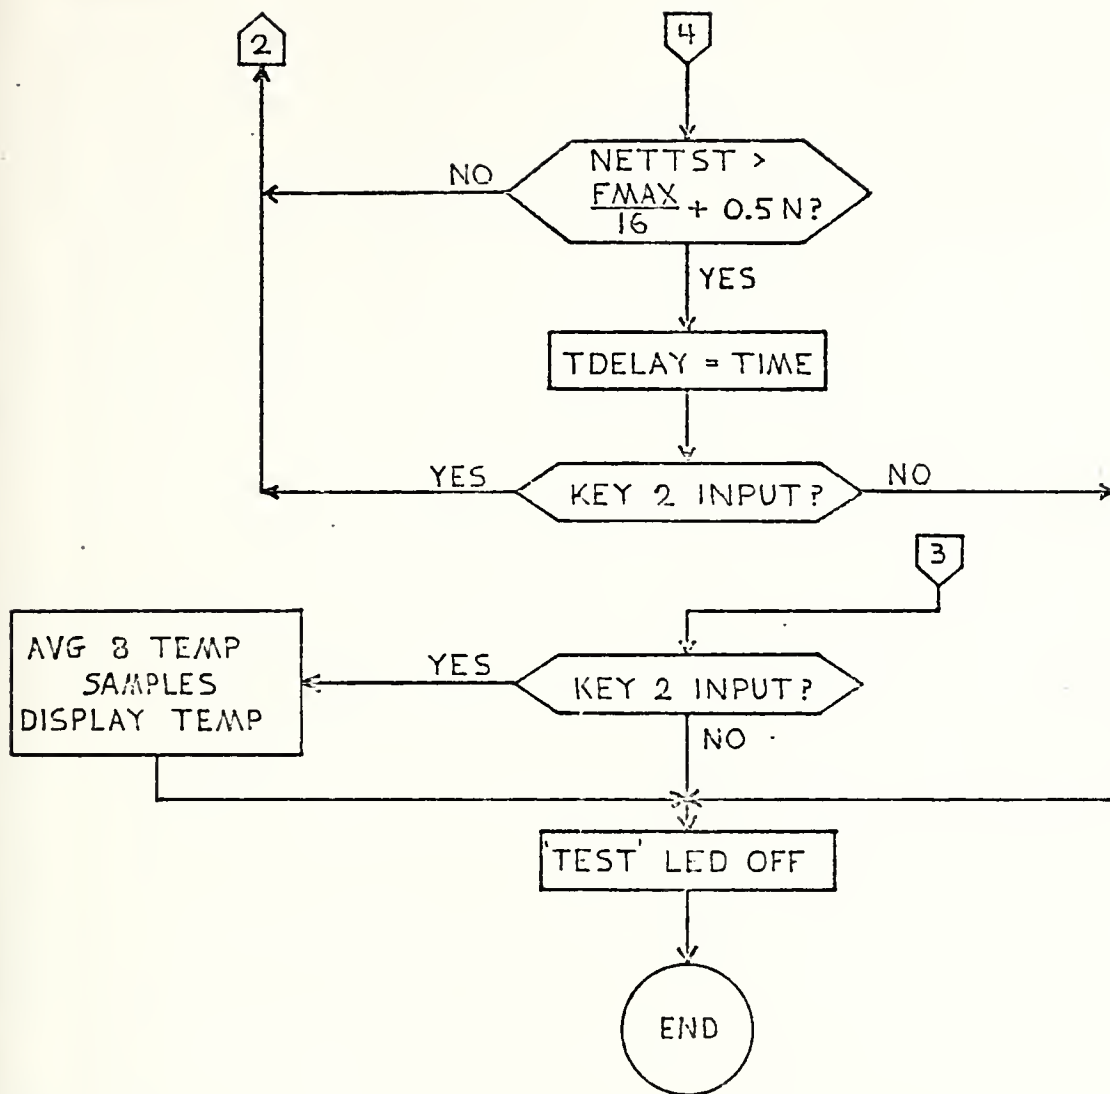 2
4
NETTST >
FMAX
16
+ 0.5 N?
NO
YES
TDELAY = TIME
YES
KEY 2 INPUT?
NO
3
AVG 8 TEMP
SAMPLES
DISPLAY TEMP
YES
KEY 2 INPUT?
NO
'TEST' LED OFF
END